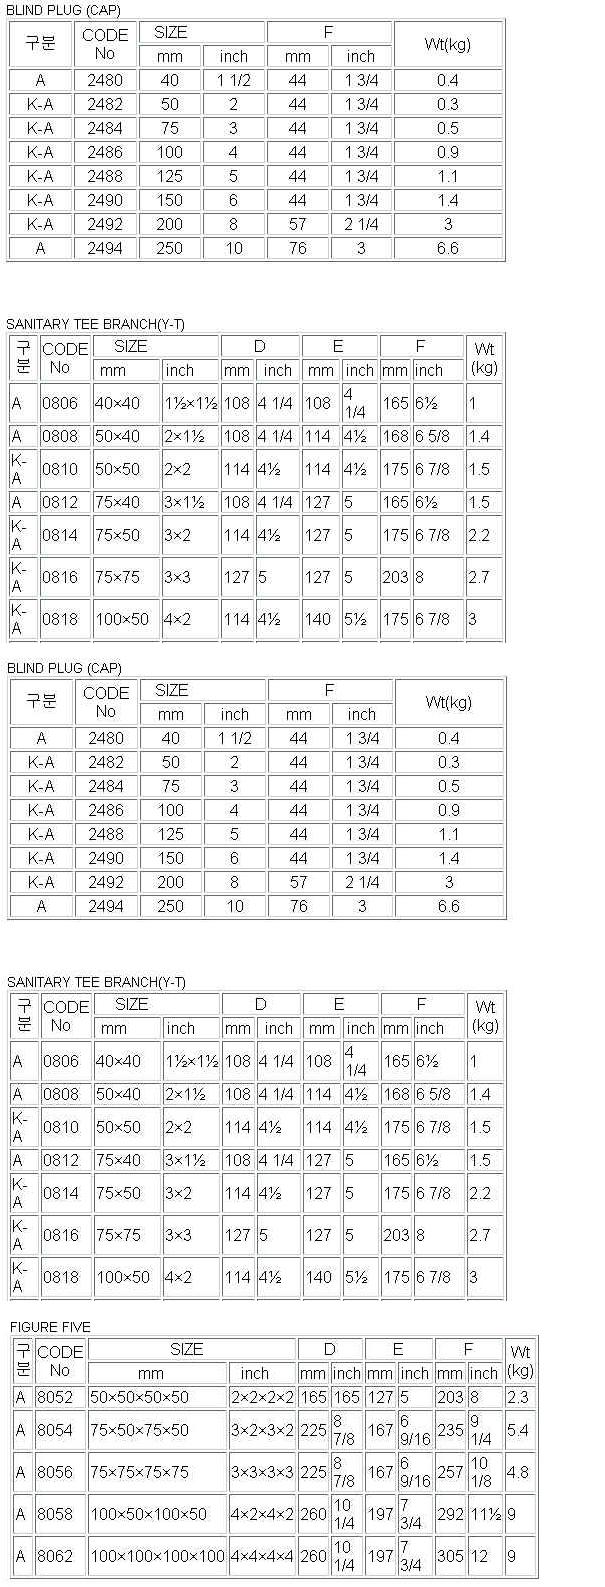 BLIND PLUG (CAP)
구분 CODE No SIZE F Wt(kg)
mm inch mm inch
A 2480 40 1 1/2 44 1 3/4 0.4
K-A 2482 50 2 44 1 3/4 0.3
K-A 2484 75 3 44 1 3/4 0.5
K-A 2486 100 4 44 1 3/4 0.9
K-A 2488 125 5 44 1 3/4 1.1
K-A 2490 150 6 44 1 3/4 1.4
K-A 2492 200 8 57 2 1/4 3
A 2494 250 10 76 3 6.6
SANITARY TEE BRANCH(Y-T)
구분 CODE No SIZE D E F Wt (kg)
mm inch mm inch mm inch mm inch
A 0806 40×40 1½×1½ 108 4 1/4 108 4 1/4 165 6½ 1
A 0808 50×40 2×1½ 108 4 1/4 114 4½ 168 6 5/8 1.4
K-A 0810 50×50 2×2 114 4½ 114 4½ 175 6 7/8 1.5
A 0812 75×40 3×1½ 108 4 1/4 127 5 165 6½ 1.5
K-A 0814 75×50 3×2 114 4½ 127 5 175 6 7/8 2.2
K-A 0816 75×75 3×3 127 5 127 5 203 8 2.7
K-A 0818 100×50 4×2 114 4½ 140 5½ 175 6 7/8 3
BLIND PLUG (CAP)
구분 CODE No SIZE F Wt(kg)
mm inch mm inch
A 2480 40 1 1/2 44 1 3/4 0.4
K-A 2482 50 2 44 1 3/4 0.3
K-A 2484 75 3 44 1 3/4 0.5
K-A 2486 100 4 44 1 3/4 0.9
K-A 2488 125 5 44 1 3/4 1.1
K-A 2490 150 6 44 1 3/4 1.4
K-A 2492 200 8 57 2 1/4 3
A 2494 250 10 76 3 6.6
SANITARY TEE BRANCH(Y-T)
구분 CODE No SIZE D E F Wt (kg)
mm inch mm inch mm inch mm inch
A 0806 40×40 1½×1½ 108 4 1/4 108 4 1/4 165 6½ 1
A 0808 50×40 2×1½ 108 4 1/4 114 4½ 168 6 5/8 1.4
K-A 0810 50×50 2×2 114 4½ 114 4½ 175 6 7/8 1.5
A 0812 75×40 3×1½ 108 4 1/4 127 5 165 6½ 1.5
K-A 0814 75×50 3×2 114 4½ 127 5 175 6 7/8 2.2
K-A 0816 75×75 3×3 127 5 127 5 203 8 2.7
K-A 0818 100×50 4×2 114 4½ 140 5½ 175 6 7/8 3
FIGURE FIVE
구분 CODE No SIZE D E F Wt (kg)
mm inch mm inch mm inch mm inch
A 8052 50×50×50×50 2×2×2×2 165 165 127 5 203 8 2.3
A 8054 75×50×75×50 3×2×3×2 225 8 7/8 167 6 9/16 235 9 1/4 5.4
A 8056 75×75×75×75 3×3×3×3 225 8 7/8 167 6 9/16 257 10 1/8 4.8
A 8058 100×50×100×50 4×2×4×2 260 10 1/4 197 7 3/4 292 11½ 9
A 8062 100×100×100×100 4×4×4×4 260 10 1/4 197 7 3/4 305 12 9